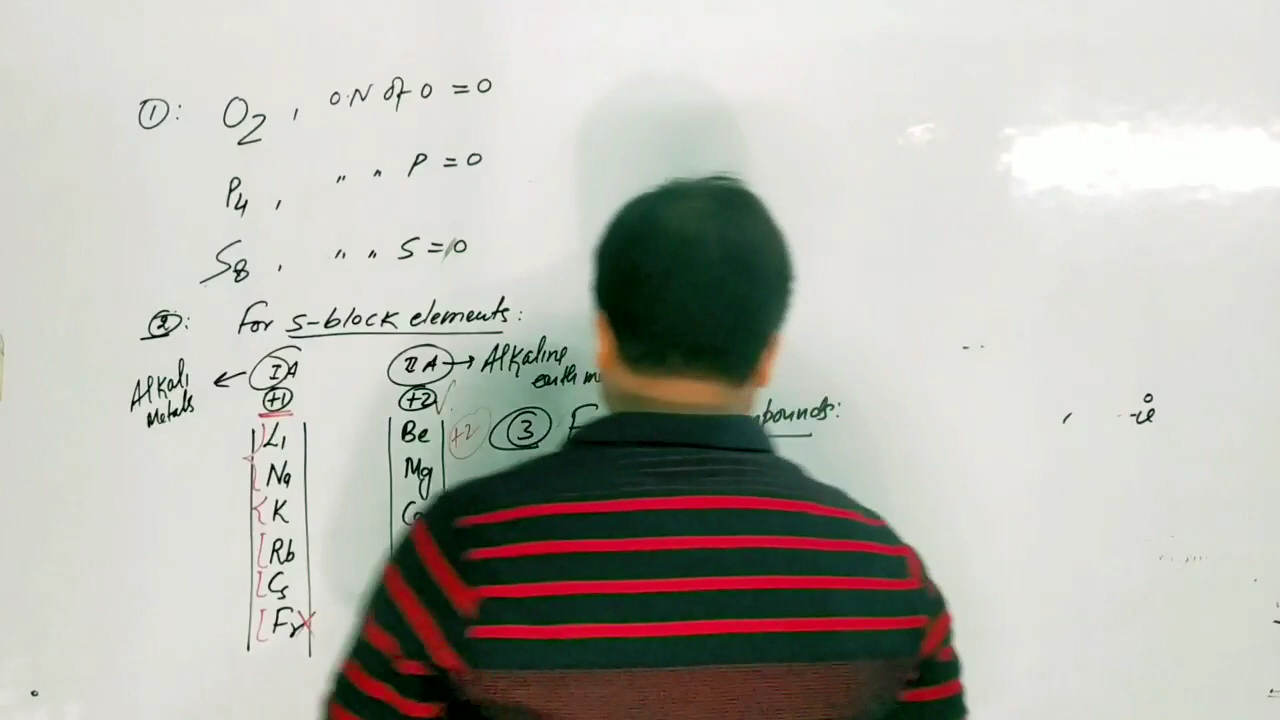 ①: O₂, O.N of O = 0
P₄, " " P = 0
S₈, " " S = 0
②: For s-block elements:
Alkali Metals ← IA
+1
Li
Na
K
Rb
Cs
Fr
IIA → Alkaline earth
+2 ✓
Be +2
Mg
③